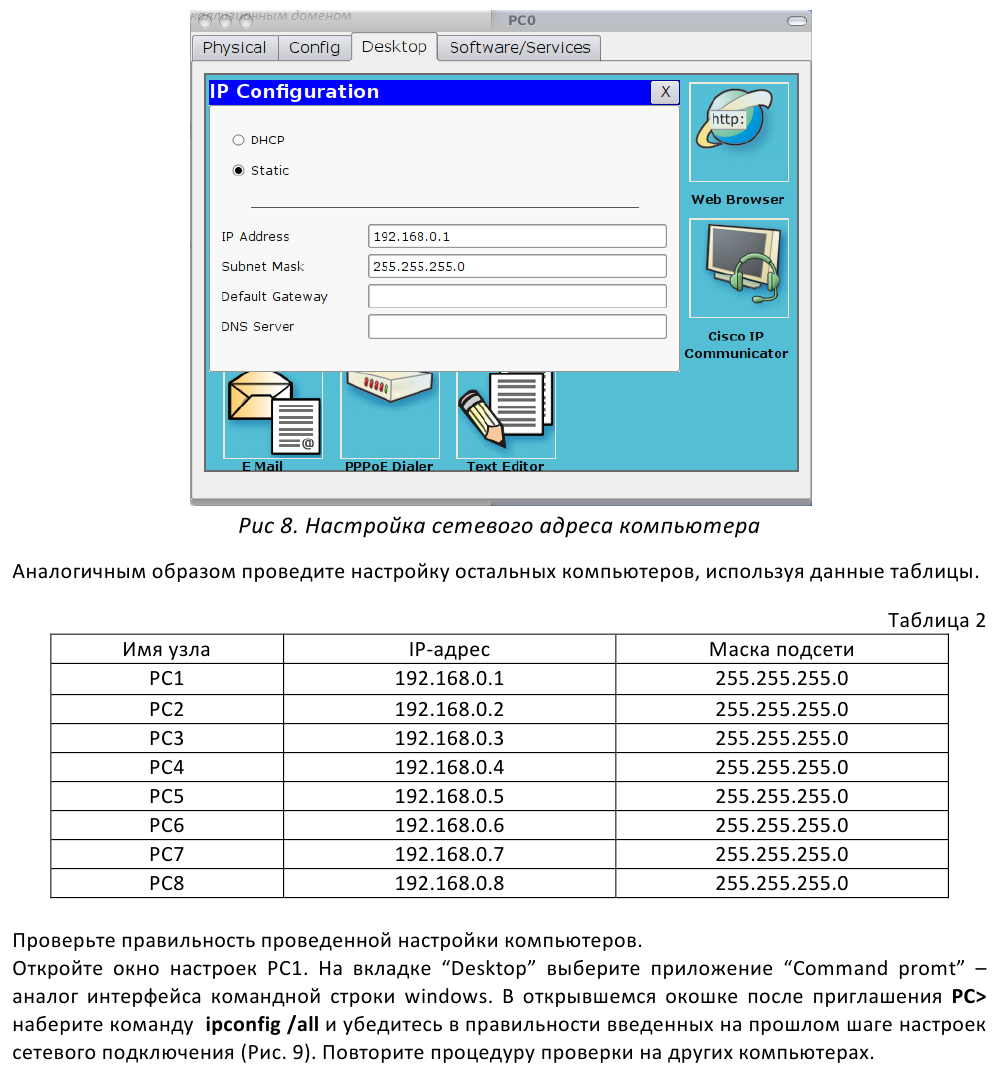 коллизионным доменом
PC0
Physical Config Desktop Software/Services
IP Configuration X
http:
DHCP
Static
Web Browser
IP Address 192.168.0.1
Subnet Mask 255.255.255.0
Default Gateway
DNS Server
Cisco IP
Communicator
@
E Mail PPPoE Dialer Text Editor
Рис 8. Настройка сетевого адреса компьютера
Аналогичным образом проведите настройку остальных компьютеров, используя данные таблицы.
Таблица 2
Имя узла IP-адрес Маска подсети
PC1 192.168.0.1 255.255.255.0
PC2 192.168.0.2 255.255.255.0
PC3 192.168.0.3 255.255.255.0
PC4 192.168.0.4 255.255.255.0
PC5 192.168.0.5 255.255.255.0
PC6 192.168.0.6 255.255.255.0
PC7 192.168.0.7 255.255.255.0
PC8 192.168.0.8 255.255.255.0
Проверьте правильность проведенной настройки компьютеров.
Откройте окно настроек PC1. На вкладке “Desktop” выберите приложение “Command promt” –
аналог интерфейса командной строки windows. В открывшемся окошке после приглашения PC>
наберите команду ipconfig /all и убедитесь в правильности введенных на прошлом шаге настроек
сетевого подключения (Рис. 9). Повторите процедуру проверки на других компьютерах.